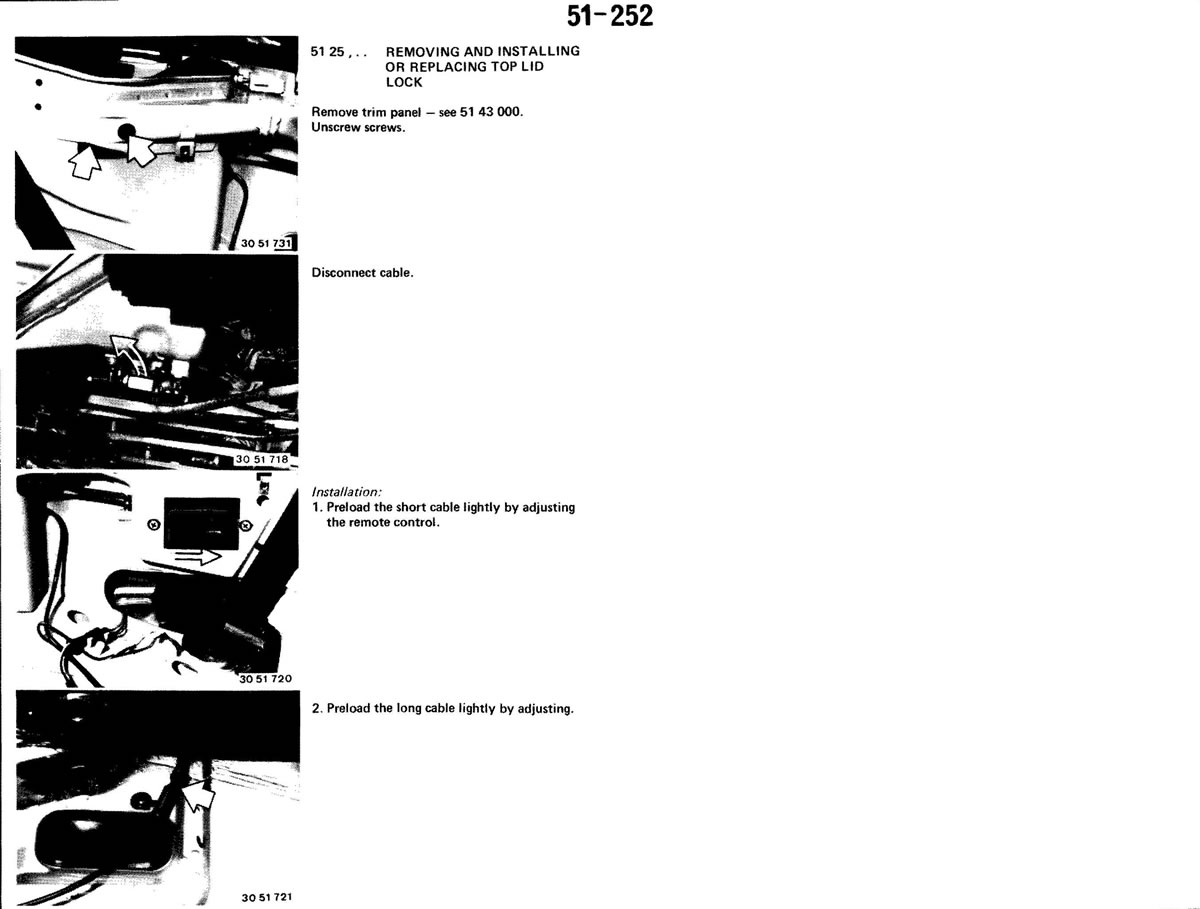 51-252
51 25 , . . REMOVING AND INSTALLING
OR REPLACING TOP LID
LOCK
Remove trim panel — see 51 43 000.
Unscrew screws.
30 51 731
Disconnect cable.
30 51 718
Installation:
1. Preload the short cable lightly by adjusting
the remote control.
30 51 720
2. Preload the long cable lightly by adjusting.
30 51 721